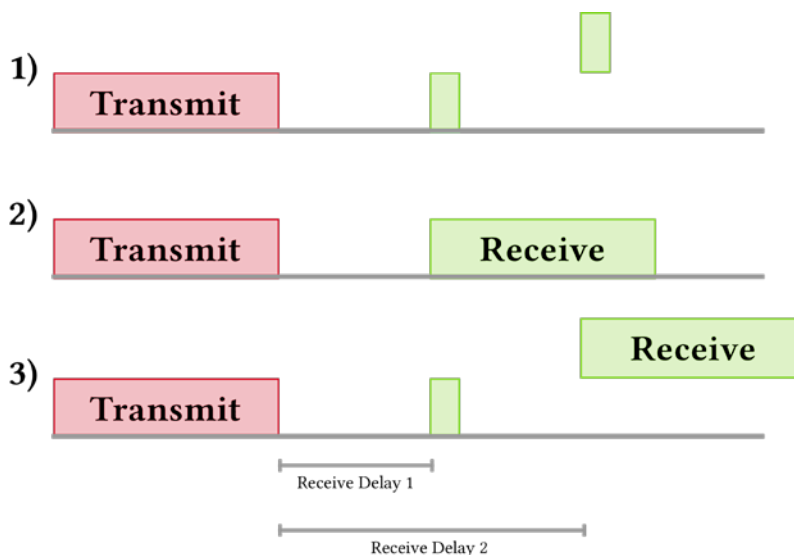 1)
Transmit
2)
Transmit
Receive
Receive
3)
Transmit
Receive Delay 1
Receive Delay 2